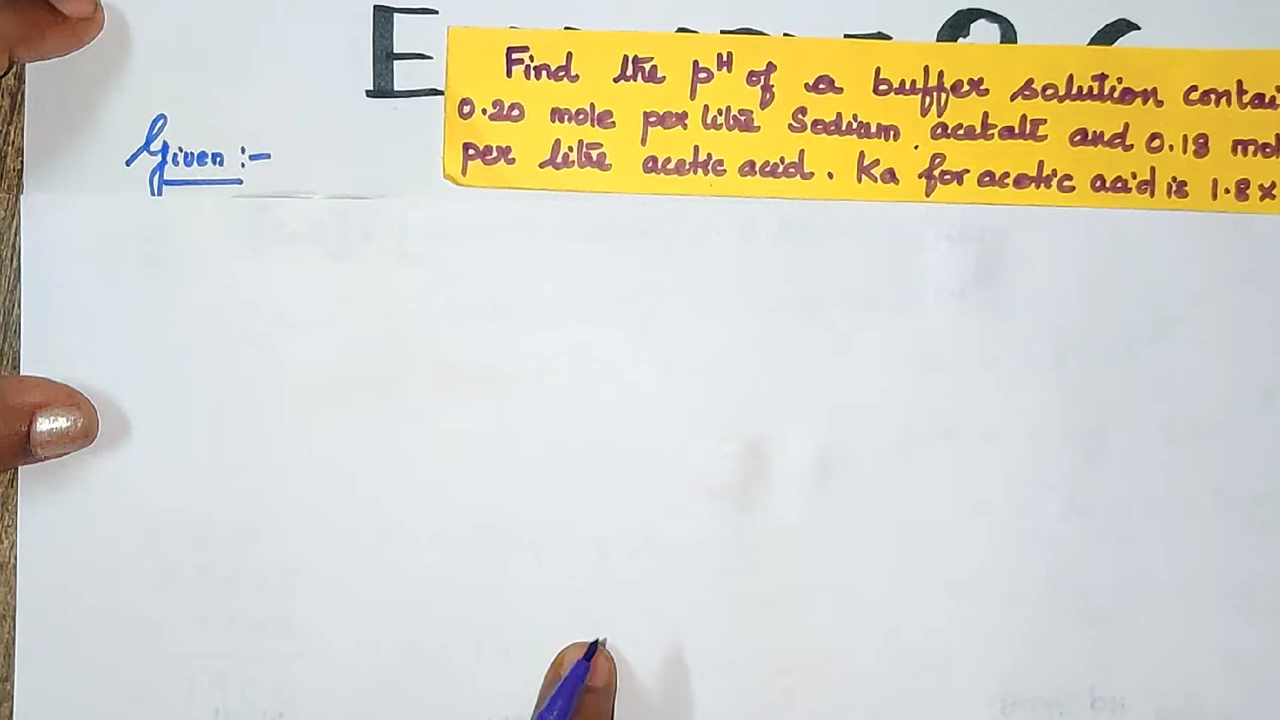 E
Find the pH of a buffer solution contai
0.20 mole per litre Sodium acetate and 0.18 mol
per litre acetic acid. Ka for acetic acid is 1.8 x
Given :-